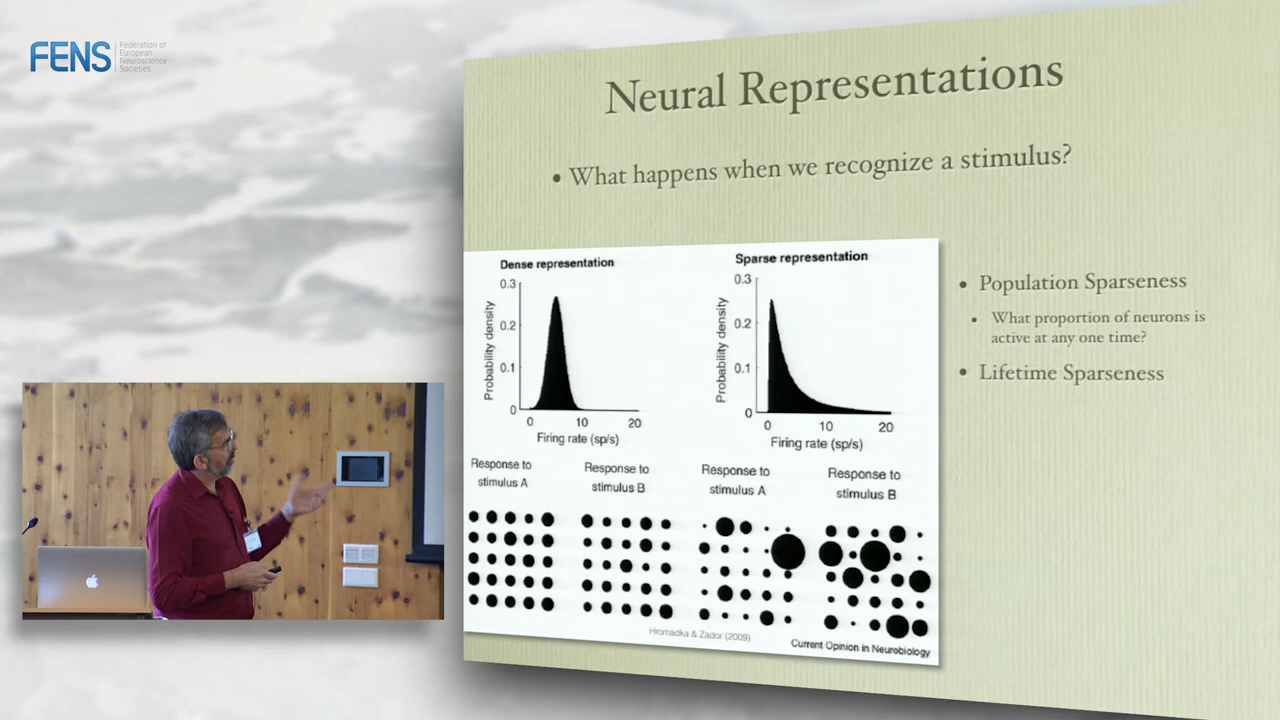 FENS
Federation of
European
Neuroscience
Societies
Neural Representations
• What happens when we recognize a stimulus?
Dense representation
Sparse representation
0.3
0.2
0.1
0
Probability density
0
10
20
Firing rate (sp/s)
0.3
0.2
0.1
0
Probability density
0
10
20
Firing rate (sp/s)
Response to
stimulus A
Response to
stimulus B
Response to
stimulus A
Response to
stimulus B
Hromadka & Zador (2009)
Current Opinion in Neurobiology
• Population Sparseness
• What proportion of neurons is
active at any one time?
• Lifetime Sparseness